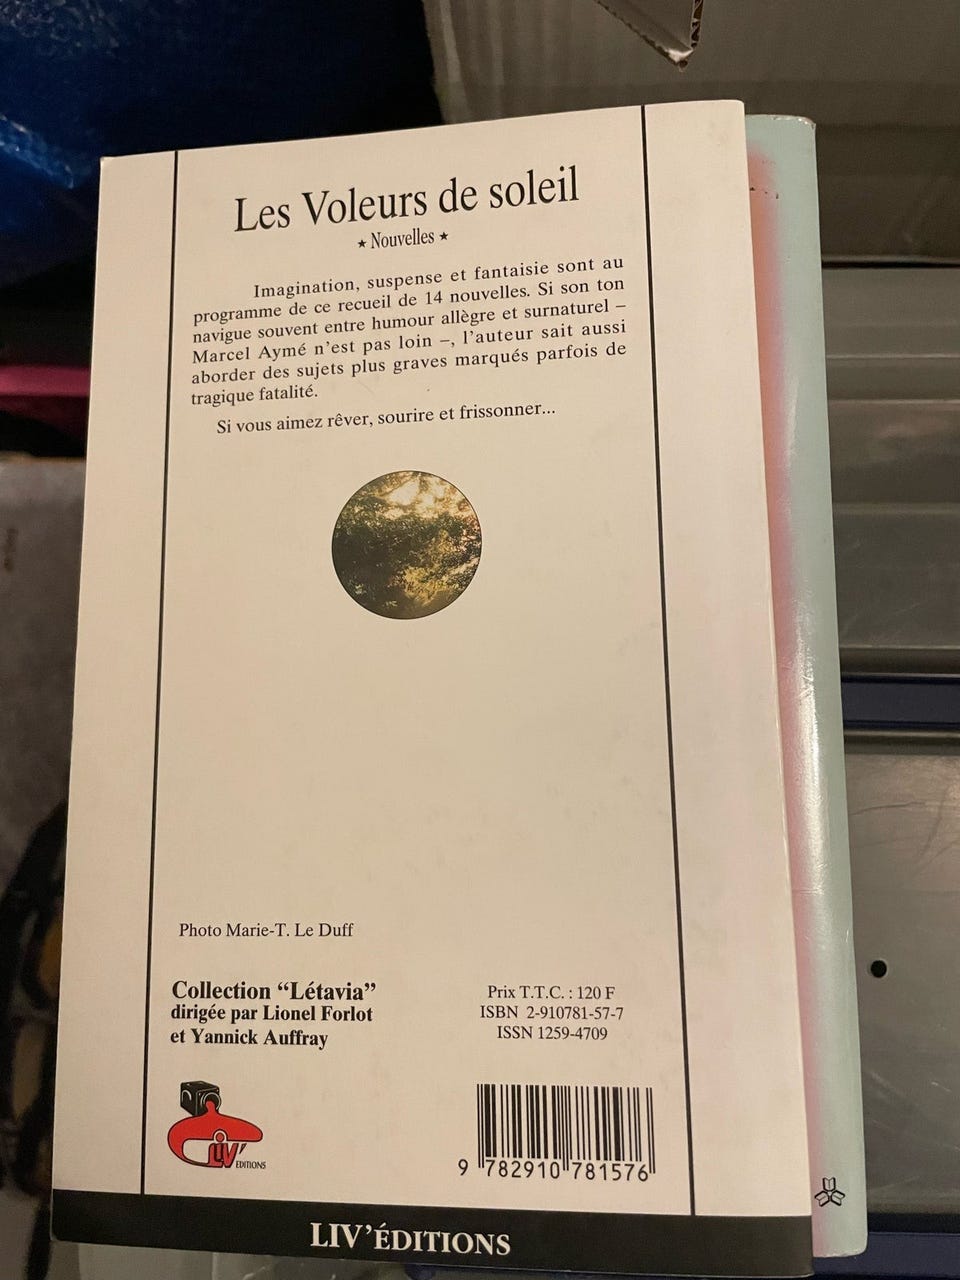 Les Voleurs de soleil
★ Nouvelles ★
Imagination, suspense et fantaisie sont au
programme de ce recueil de 14 nouvelles. Si son ton
navigue souvent entre humour allègre et surnaturel –
Marcel Aymé n'est pas loin –, l'auteur sait aussi
aborder des sujets plus graves marqués parfois de
tragique fatalité.
Si vous aimez rêver, sourire et frissonner...
Photo Marie-T. Le Duff
Collection “Létavia”
dirigée par Lionel Forlot
et Yannick Auffray
Prix T.T.C. : 120 F
ISBN 2-910781-57-7
ISSN 1259-4709
LIV'
EDITIONS
9 782910 781576
LIV'ÉDITIONS